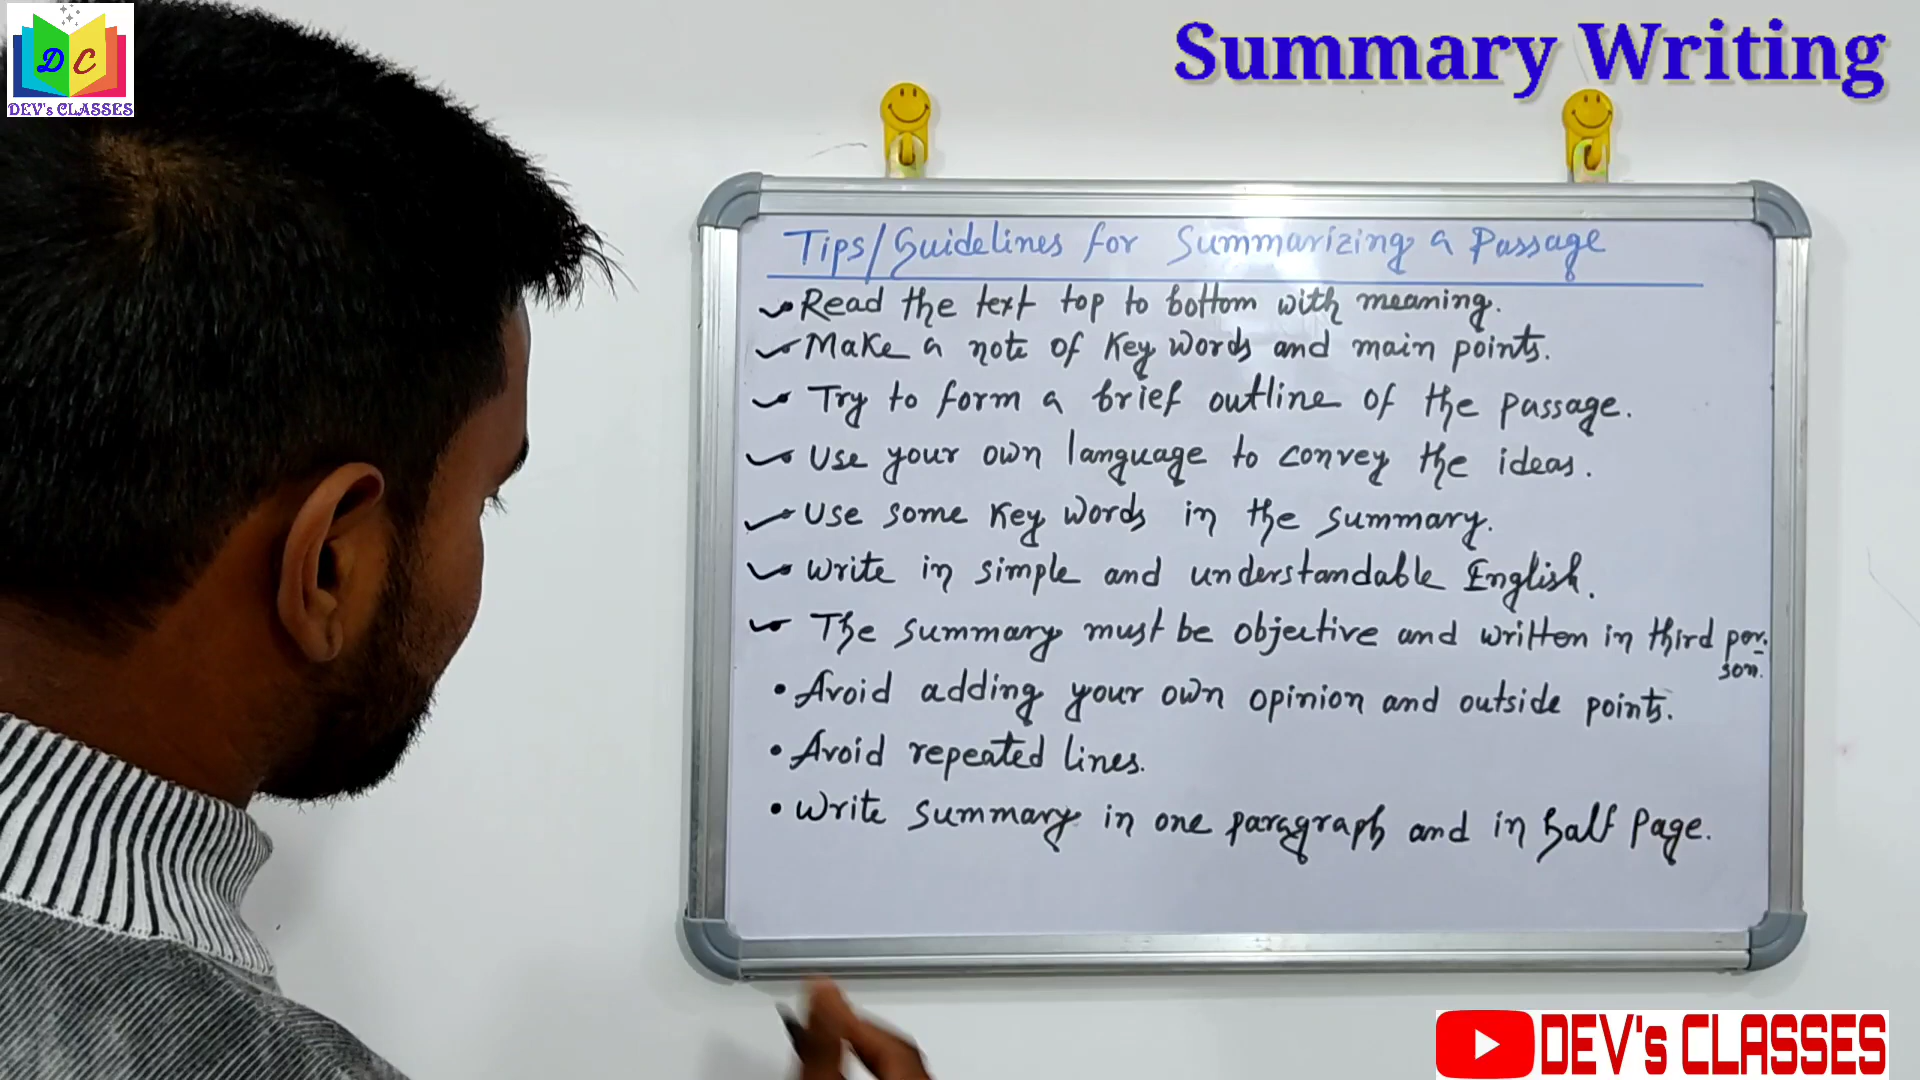 D C
DEV's CLASSES
Summary Writing
Tips/Guidelines for Summarizing a Passage
Read the text top to bottom with meaning.
Make a note of Key words and main points.
Try to form a brief outline of the passage.
Use your own language to convey the ideas.
Use some Key words in the summary.
Write in simple and understandable English.
The summary must be objective and written in third per-
son.
• Avoid adding your own opinion and outside points.
• Avoid repeated lines.
• Write summary in one paragraph and in half Page.
DEV's CLASSES